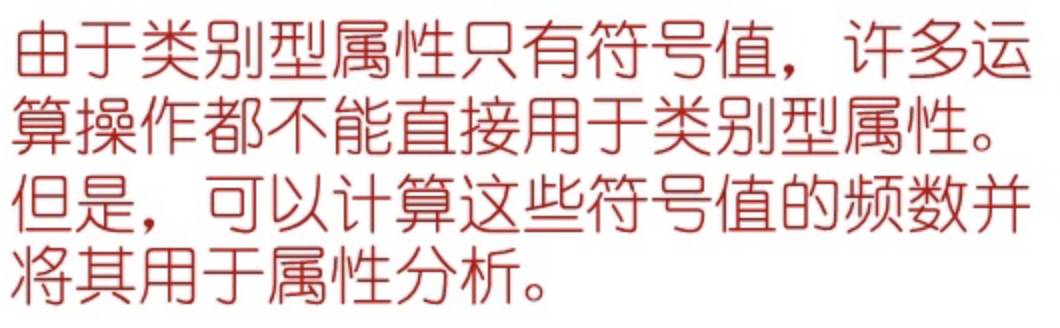 由于类别型属性只有符号值，许多运
算操作都不能直接用于类别型属性。
但是，可以计算这些符号值的频数并
将其用于属性分析。